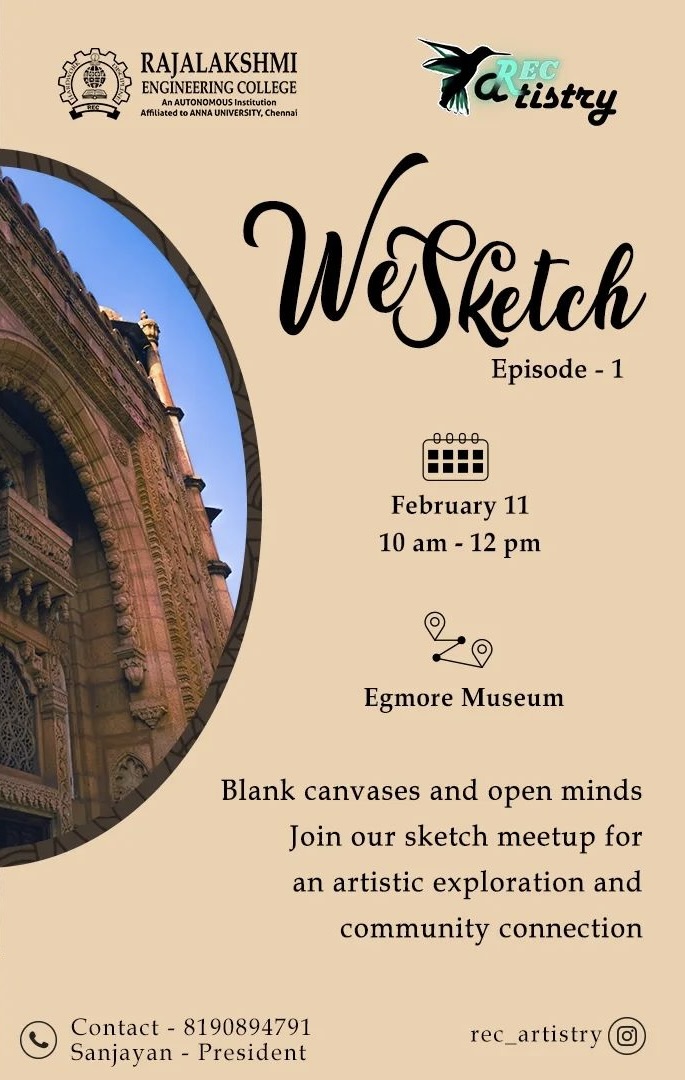 RAJALAKSHMI
ENGINEERING COLLEGE
An AUTONOMOUS Institution
Affiliated to ANNA UNIVERSITY, Chennai
REC
REC
artistry
WeSketch
Episode - 1
February 11
10 am - 12 pm
Egmore Museum
Blank canvases and open minds
Join our sketch meetup for
an artistic exploration and
community connection
Contact - 8190894791
Sanjayan - President
rec_artistry